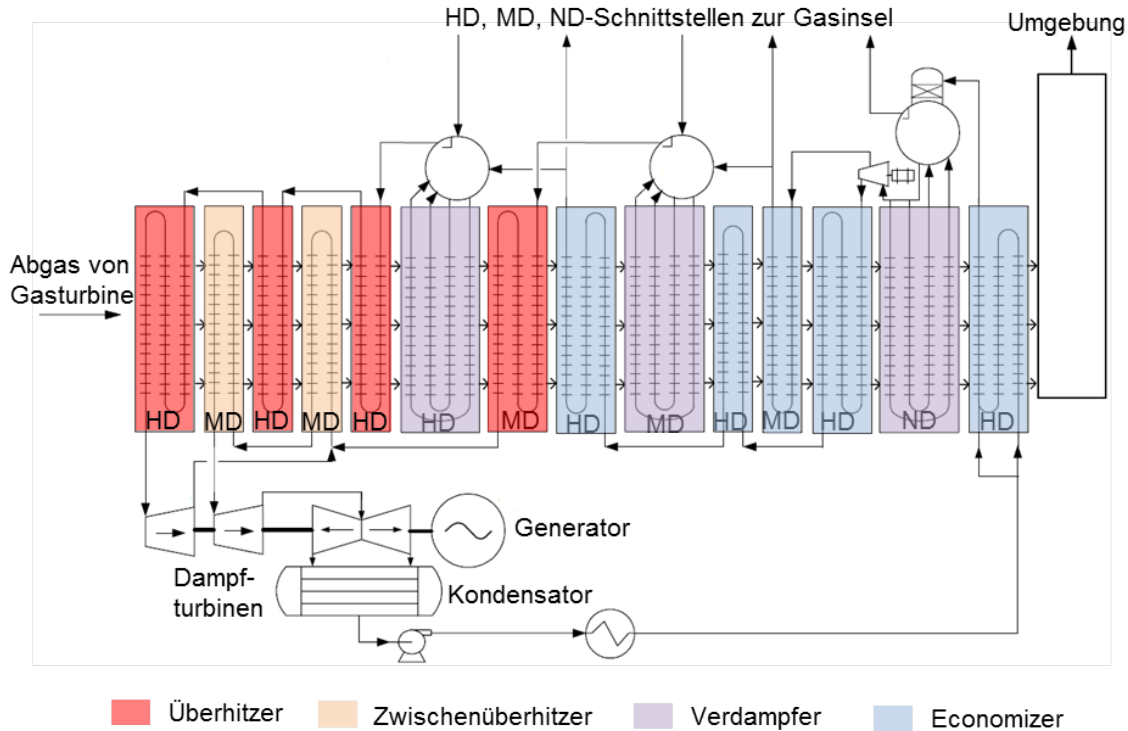 HD, MD, ND-Schnittstellen zur Gasinsel
Umgebung
Abgas von
Gasturbine
HD
MD
HD
MD
HD
HD
MD
HD
MD
HD
MD
HD
ND
HD
Generator
Dampf-
turbinen
Kondensator
Überhitzer
Zwischenüberhitzer
Verdampfer
Economizer